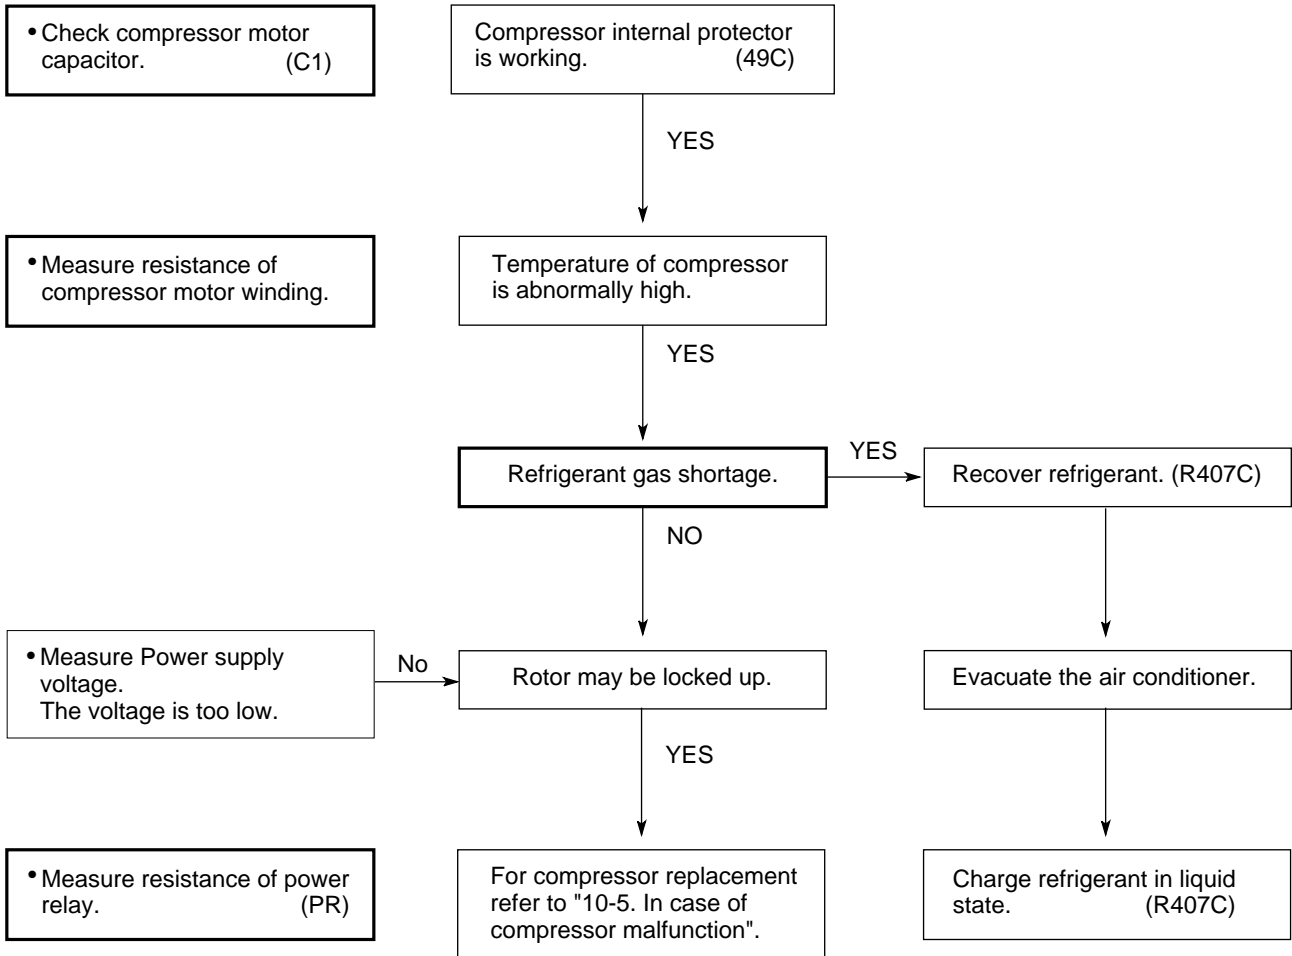 • Check compressor motor
capacitor. (C1)
Compressor internal protector
is working. (49C)
YES
• Measure resistance of
compressor motor winding.
Temperature of compressor
is abnormally high.
YES
Refrigerant gas shortage.
YES
Recover refrigerant. (R407C)
NO
• Measure Power supply
voltage.
The voltage is too low.
No
Rotor may be locked up.
Evacuate the air conditioner.
YES
• Measure resistance of power
relay. (PR)
For compressor replacement
refer to "10-5. In case of
compressor malfunction".
Charge refrigerant in liquid
state. (R407C)